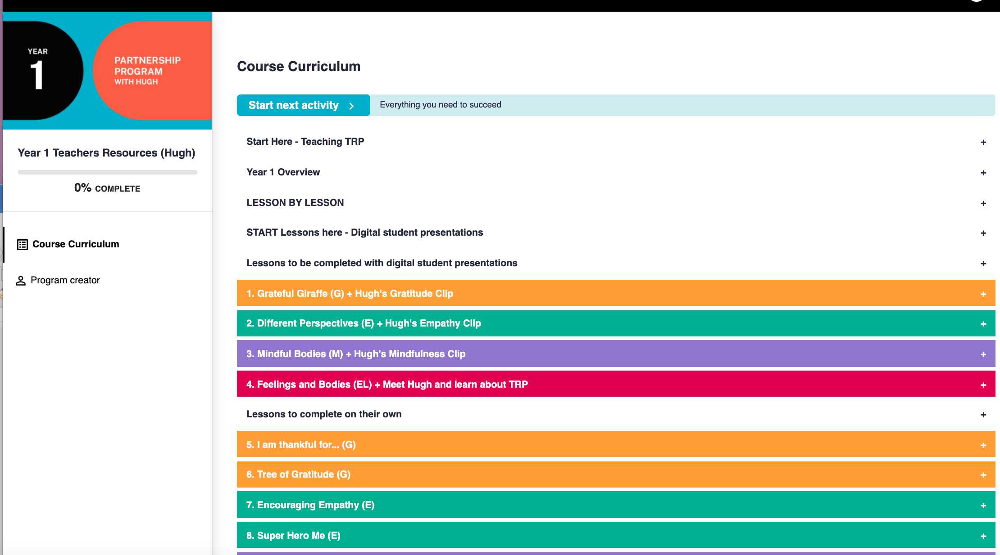 YEAR
1
PARTNERSHIP
PROGRAM
WITH HUGH
Year 1 Teachers Resources (Hugh)
0% COMPLETE
Course Curriculum
Program creator
Course Curriculum
Start next activity
Everything you need to succeed
Start Here - Teaching TRP
+
Year 1 Overview
+
LESSON BY LESSON
+
START Lessons here - Digital student presentations
+
Lessons to be completed with digital student presentations
+
1. Grateful Giraffe (G) + Hugh's Gratitude Clip
+
2. Different Perspectives (E) + Hugh's Empathy Clip
+
3. Mindful Bodies (M) + Hugh's Mindfulness Clip
+
4. Feelings and Bodies (EL) + Meet Hugh and learn about TRP
+
Lessons to complete on their own
+
5. I am thankful for... (G)
+
6. Tree of Gratitude (G)
+
7. Encouraging Empathy (E)
+
8. Super Hero Me (E)
+